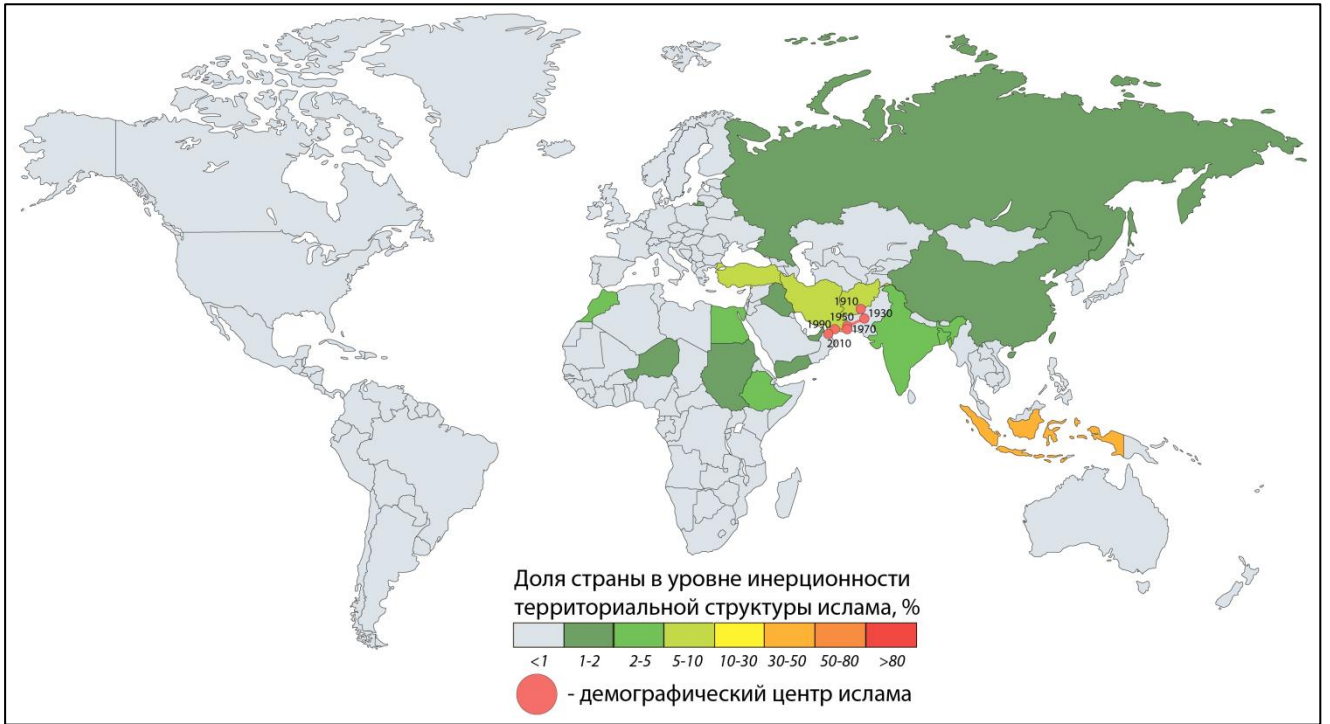 1910
1950
1930
1990
1970
2010
Доля страны в уровне инерционности
территориальной структуры ислама, %
<1 1-2 2-5 5-10 10-30 30-50 50-80 >80
- демографический центр ислама